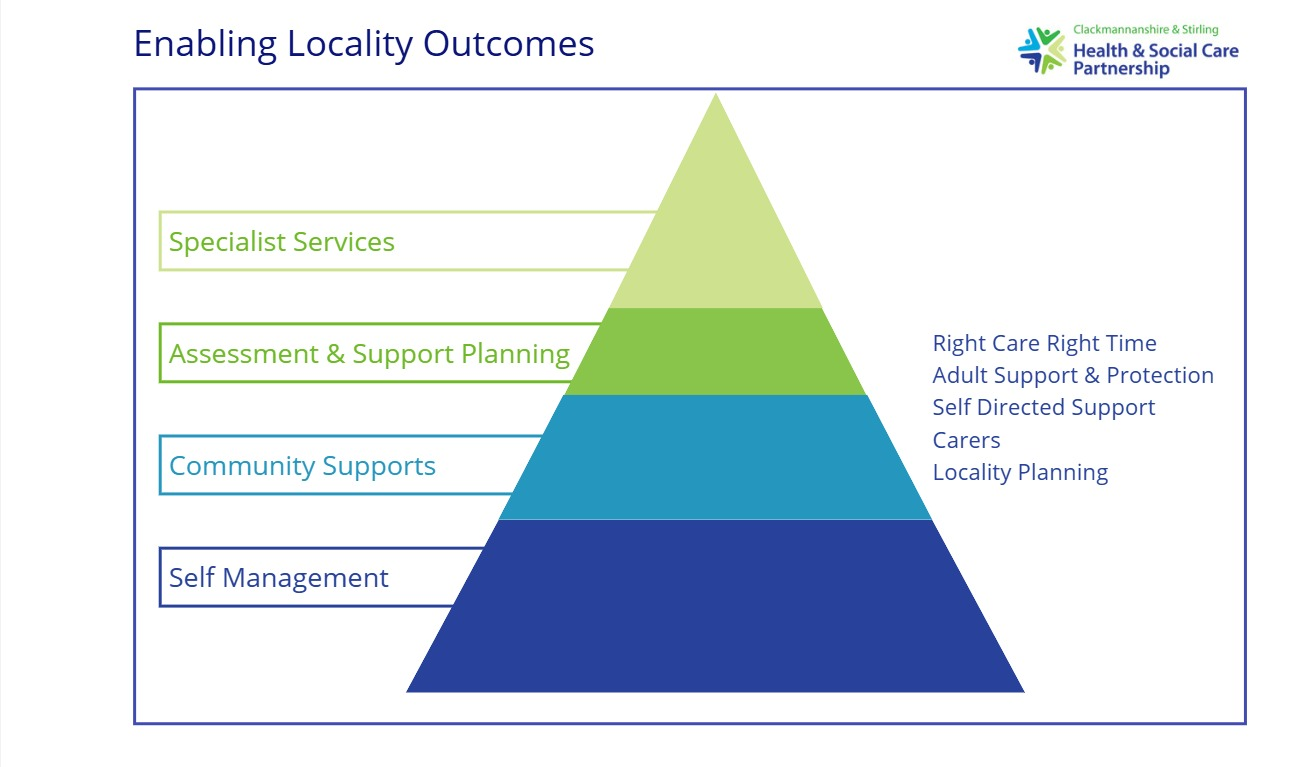 Enabling Locality Outcomes
Clackmannanshire & Stirling
Health & Social Care
Partnership
Specialist Services
Assessment & Support Planning
Community Supports
Self Management
Right Care Right Time
Adult Support & Protection
Self Directed Support
Carers
Locality Planning